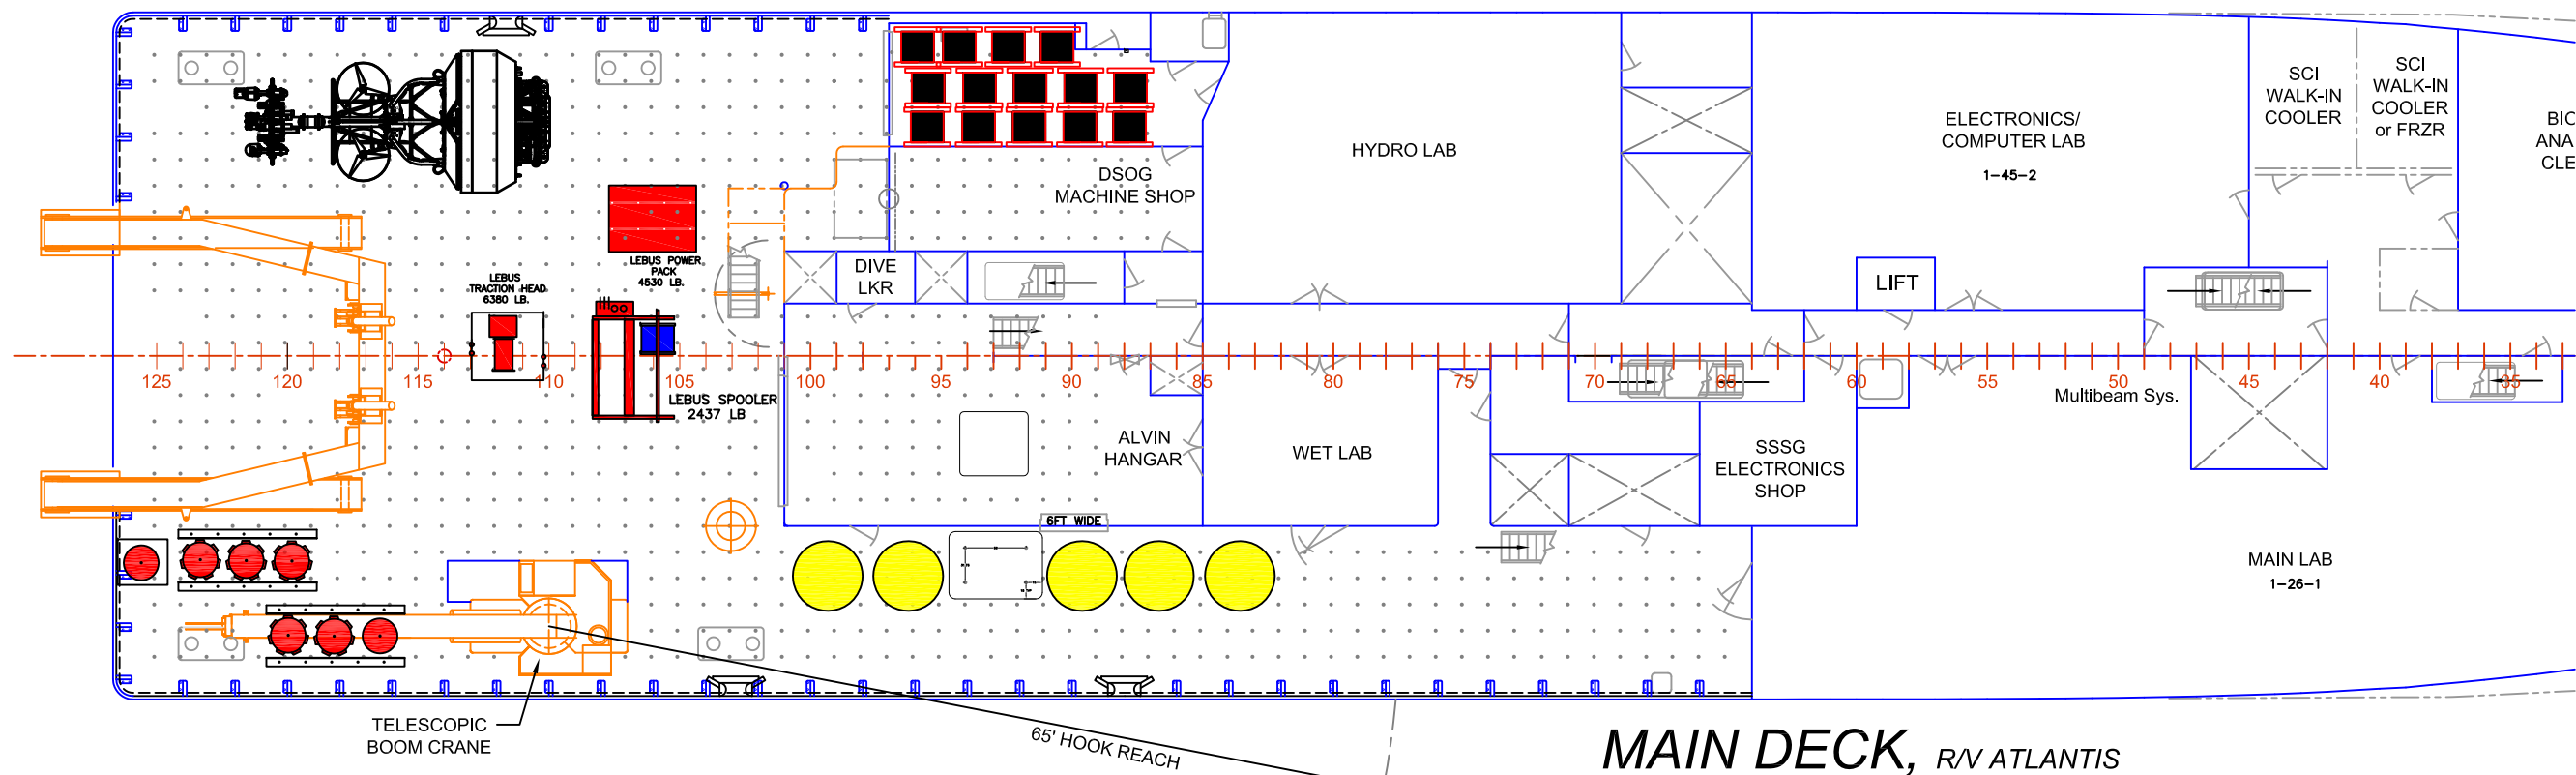 SCI
WALK-IN
COOLER
SCI
WALK-IN
COOLER
or FRZR
BIO
ANA
CLE
ELECTRONICS/
COMPUTER LAB
1-45-2
HYDRO LAB
DSOG
MACHINE SHOP
DIVE
LKR
LIFT
LEBUS POWER
PACK
4530 LB.
LEBUS
TRACTION HEAD
6380 LB.
LEBUS SPOOLER
2437 LB
125 120 115 110 105 100 95 90 85 80 75 70 65 60 55 50 45 40 35
Multibeam Sys.
ALVIN
HANGAR
WET LAB
SSSG
ELECTRONICS
SHOP
6FT WIDE
MAIN LAB
1-26-1
TELESCOPIC
BOOM CRANE
65' HOOK REACH
MAIN DECK, R/V ATLANTIS